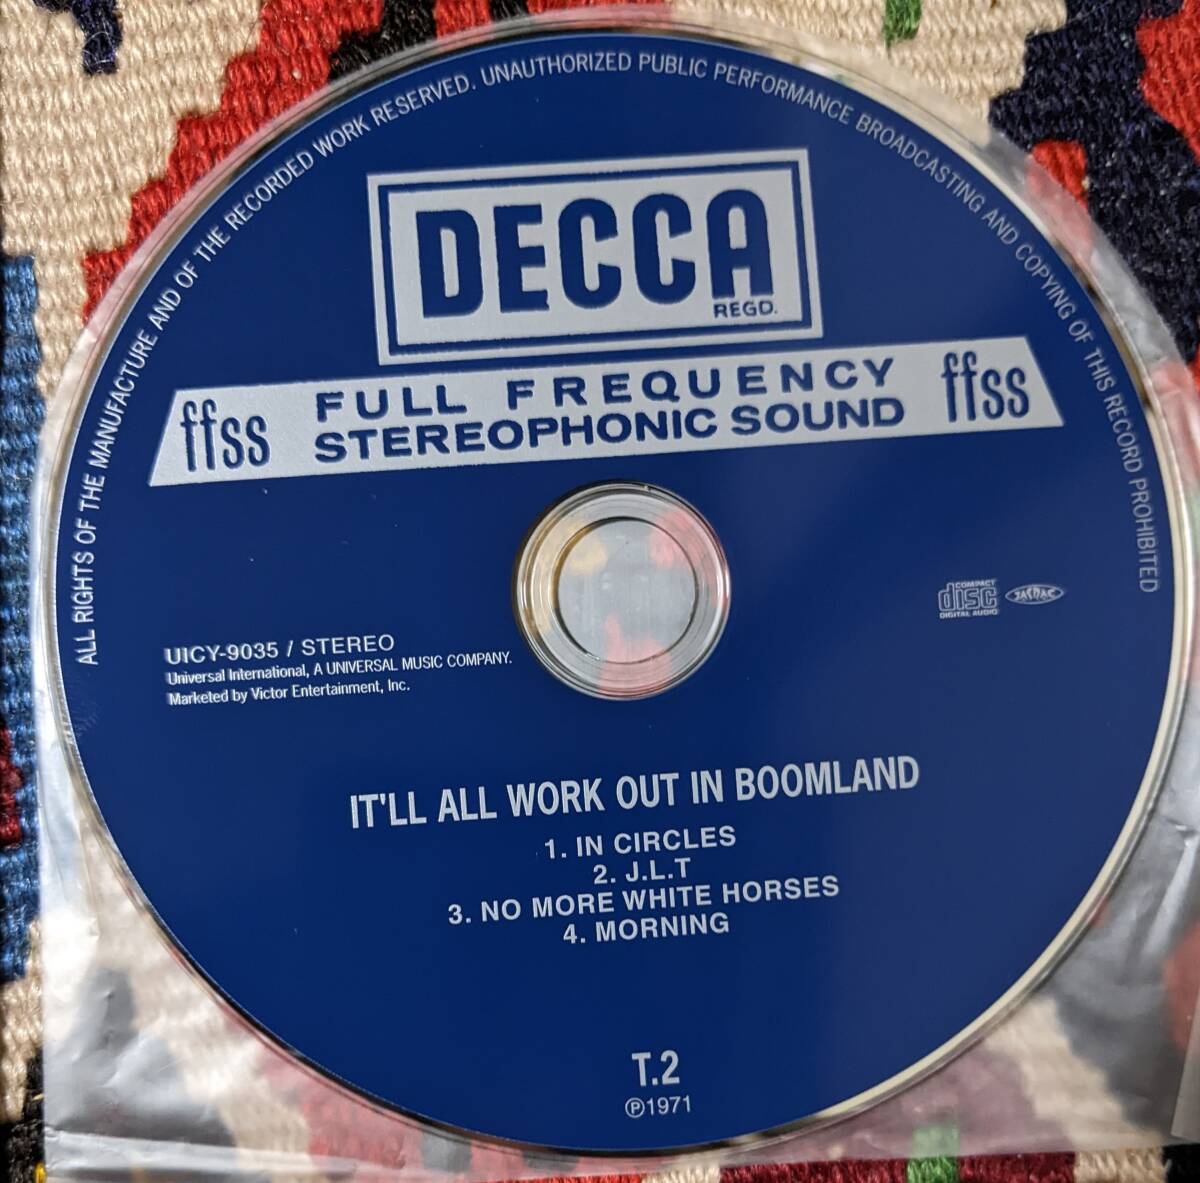 ALL RIGHTS OF THE MANUFACTURE AND OF THE RECORDED WORK RESERVED. UNAUTHORIZED PUBLIC PERFORMANCE BROADCASTING AND COPYING OF THIS RECORD PROHIBITED
DECCA
REGD.
ffss FULL FREQUENCY ffss
STEREOPHONIC SOUND
COMPACT
disc
DIGITAL AUDIO
JASRAC
UICY-9035 / STEREO
Universal International, A UNIVERSAL MUSIC COMPANY.
Marketed by Victor Entertainment, Inc.
IT'LL ALL WORK OUT IN BOOMLAND
1. IN CIRCLES
2. J.L.T
3. NO MORE WHITE HORSES
4. MORNING
T.2
℗1971